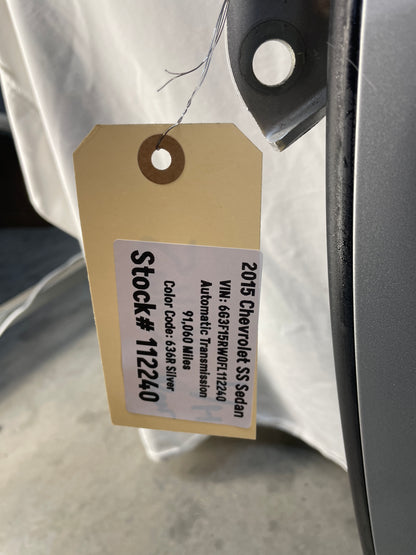 2015 Chevrolet SS Sedan
VIN: 6G3F15RW0FL112240
Automatic Transmission
91,060 Miles
Color Code: 636R Silver
Stock# 112240